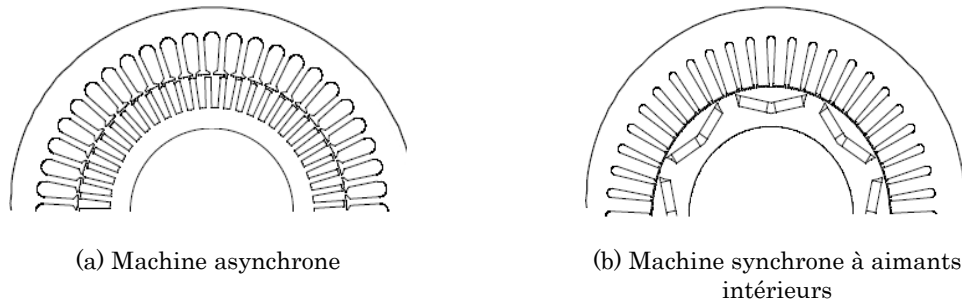 (a) Machine asynchrone
(b) Machine synchrone à aimants
intérieurs